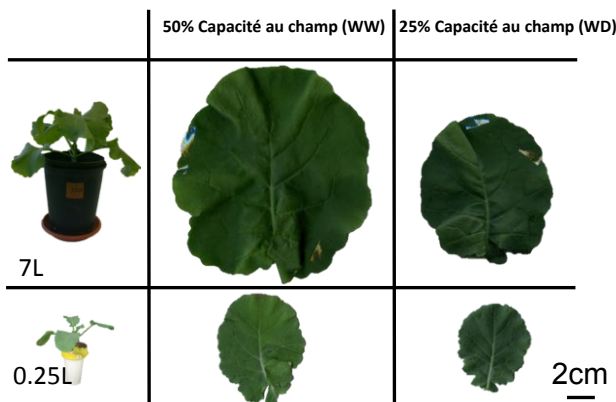 50% Capacité au champ (WW)
25% Capacité au champ (WD)
7L
0.25L
2cm